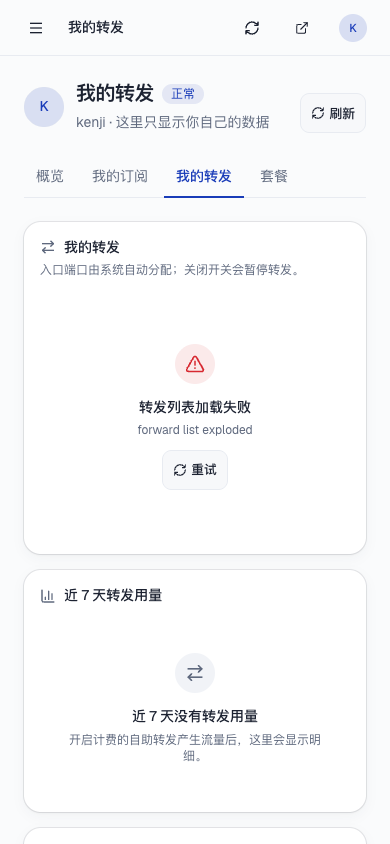 我的转发
K
K
我的转发 正常
kenji · 这里只显示你自己的数据
刷新
概览 我的订阅 我的转发 套餐
我的转发
入口端口由系统自动分配；关闭开关会暂停转发。
转发列表加载失败
forward list exploded
重试
近 7 天转发用量
近 7 天没有转发用量
开启计费的自助转发产生流量后，这里会显示明
细。